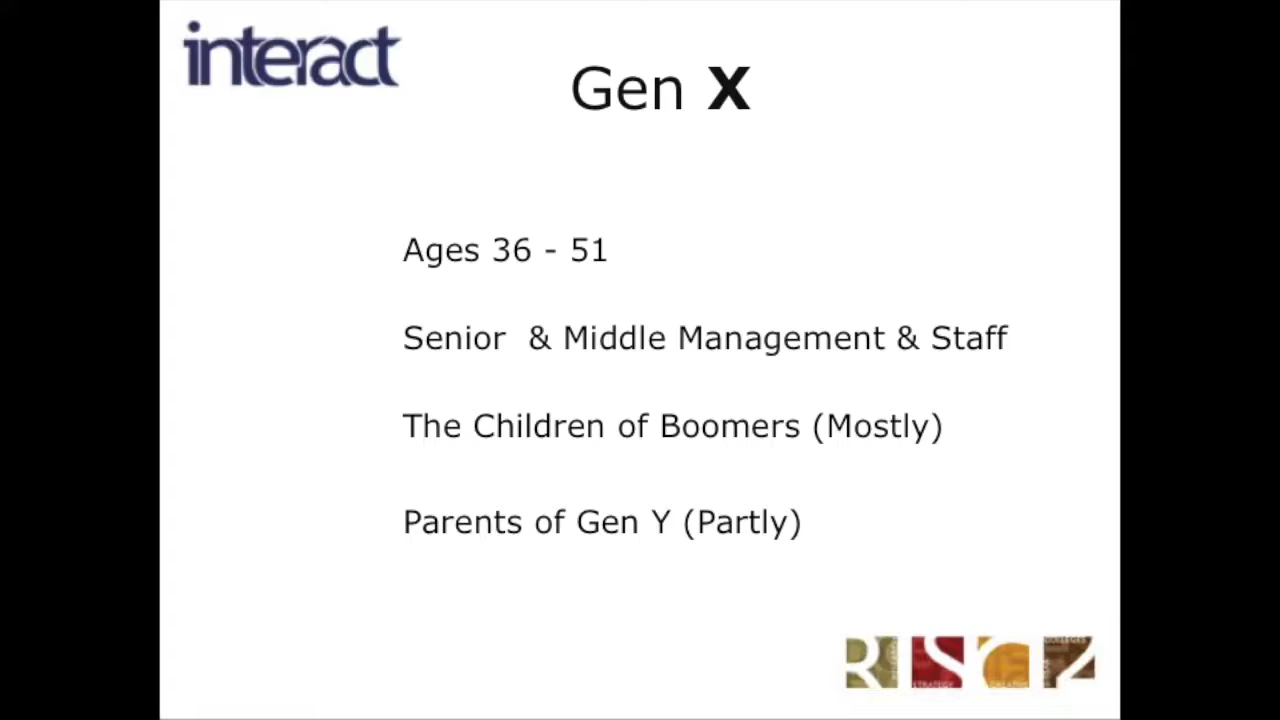 interact
Gen X
Ages 36 - 51
Senior  & Middle Management & Staff
The Children of Boomers (Mostly)
Parents of Gen Y (Partly)